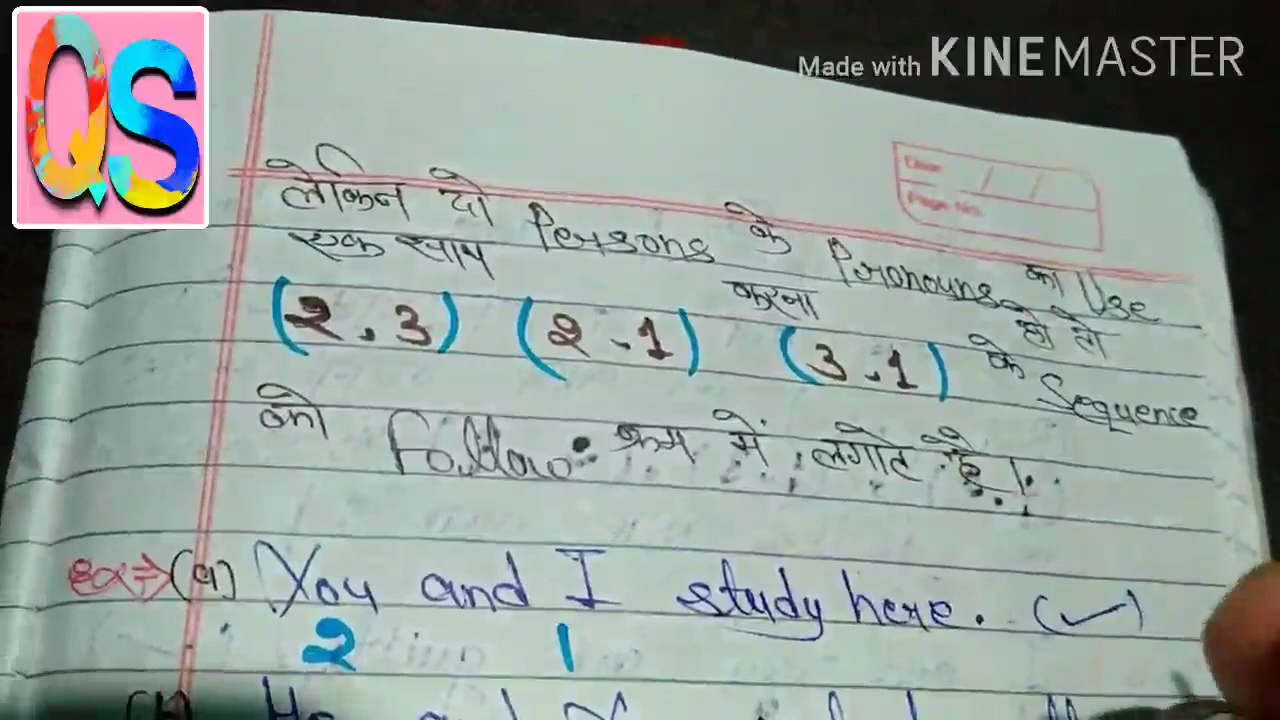 QS
Made with KINEMASTER
Date
Page No.
लेकिन दो Persons के Pronouns का Use
एक साथ करना हो तो
(2.3) (2.1) (3.1) के Sequence
को Follow क्रम में लगाते है।
ex⇒ (a) You and I study here. (✓)
2 1